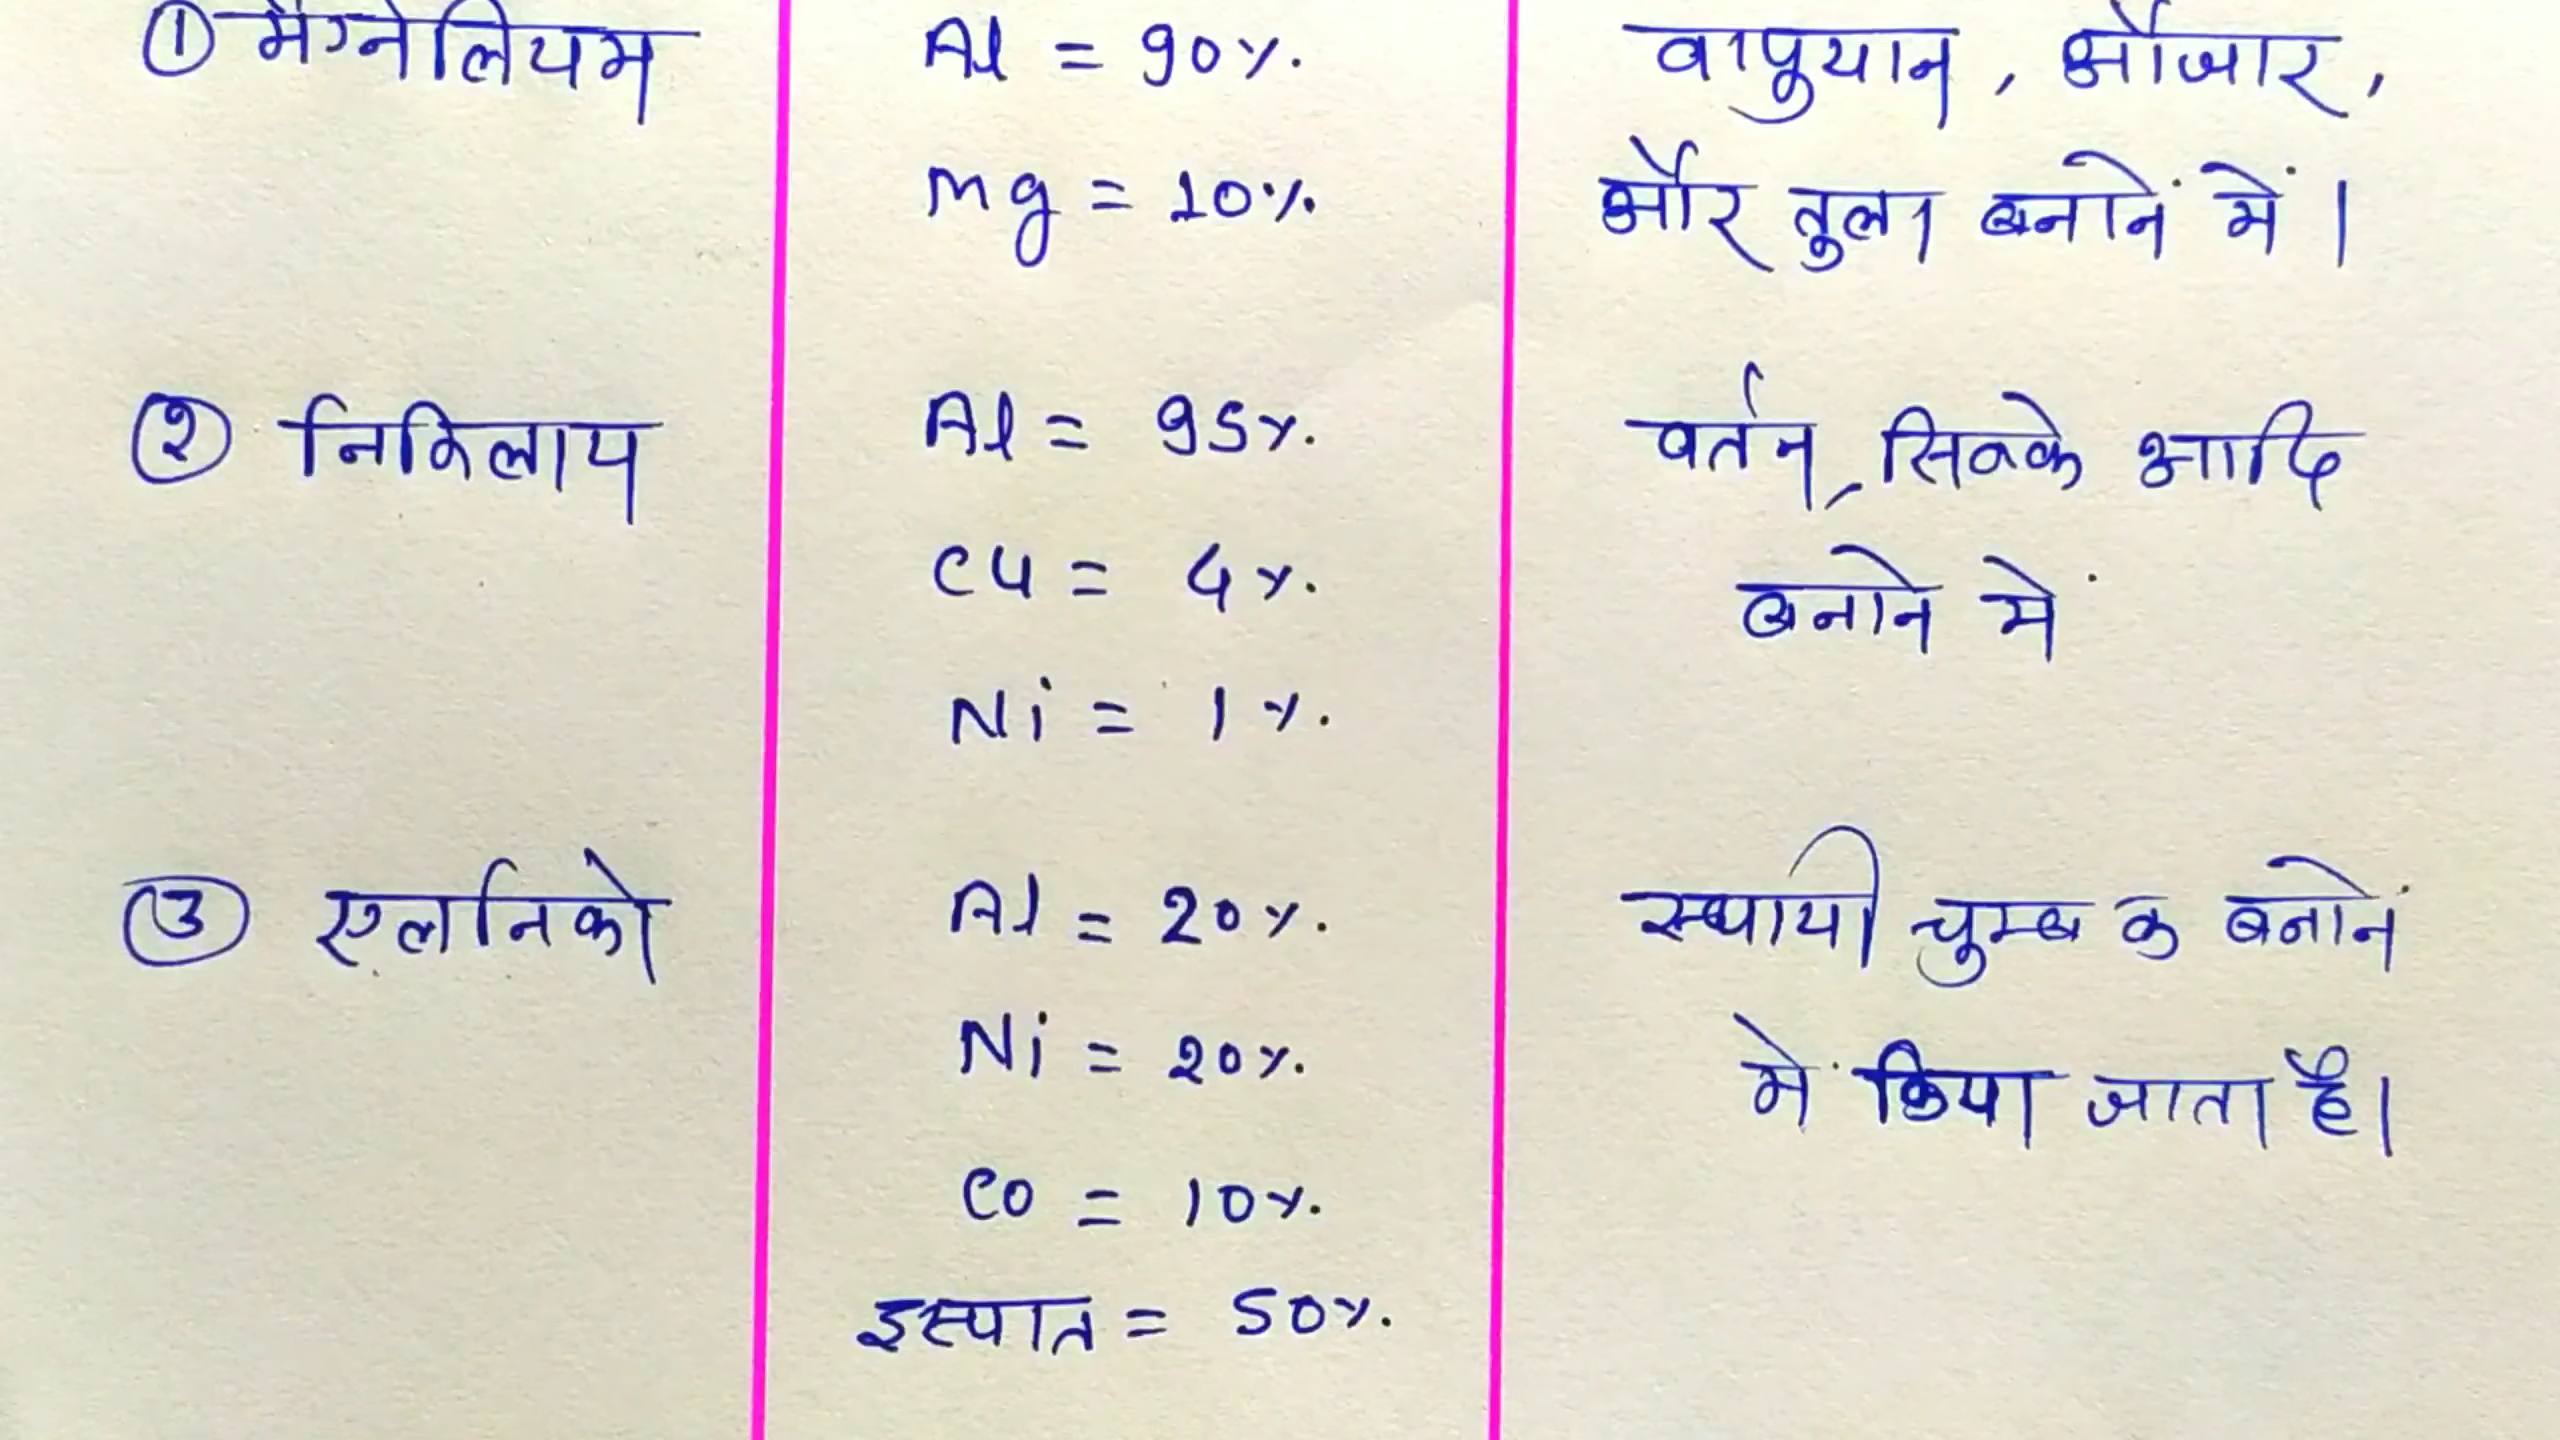 ① मैग्नेलियम Al = 90%. वायुयान, औजार,
Mg = 10%. और तुला बनानें में।
② निकिलाय Al = 95%. वर्तन, सिक्के आदि
Cu = 4%. बनाने में
Ni = 1%.
③ एलनिको Al = 20%. स्थायी चुम्बक बनानें
Ni = 20%. में किया जाता है।
Co = 10%.
इस्पात = 50%.